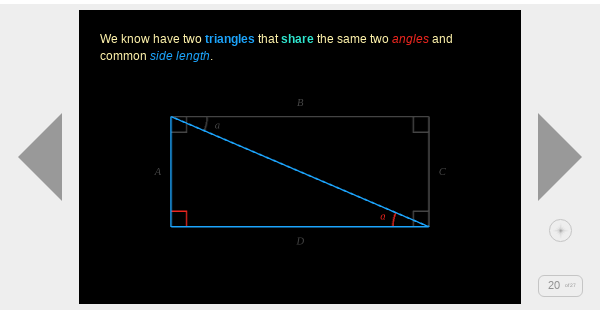 We know have two triangles that share the same two angles and
common side length.
B
a
A
C
a
D
20